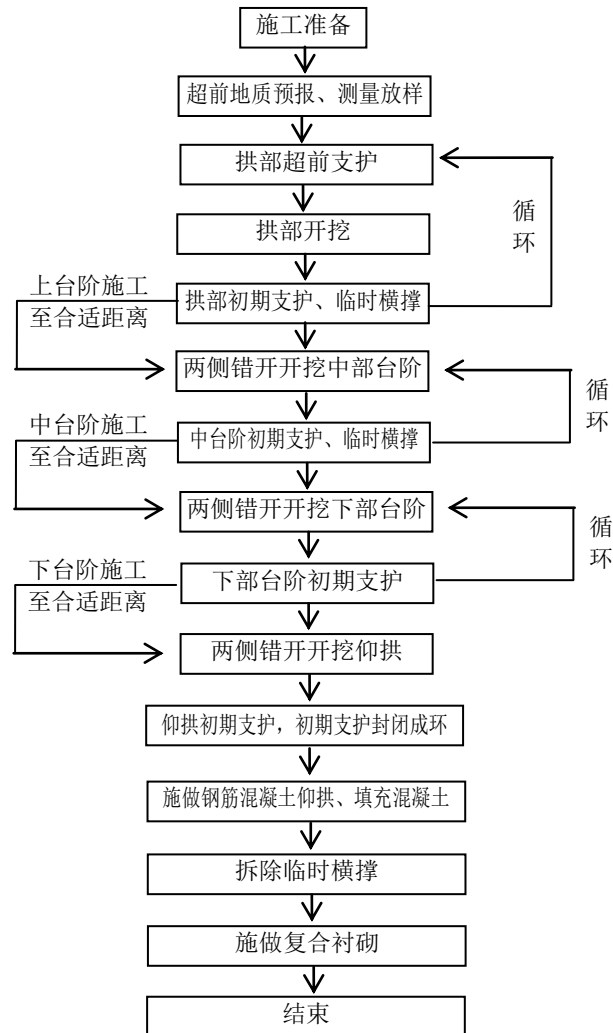 施工准备
超前地质预报、测量放样
拱部超前支护
循
环
拱部开挖
上台阶施工
至合适距离
拱部初期支护、临时横撑
两侧错开开挖中部台阶
循
环
中台阶施工
至合适距离
中台阶初期支护、临时横撑
两侧错开开挖下部台阶
循
环
下台阶施工
至合适距离
下部台阶初期支护
两侧错开开挖仰拱
仰拱初期支护，初期支护封闭成环
施做钢筋混凝土仰拱、填充混凝土
拆除临时横撑
施做复合衬砌
结束